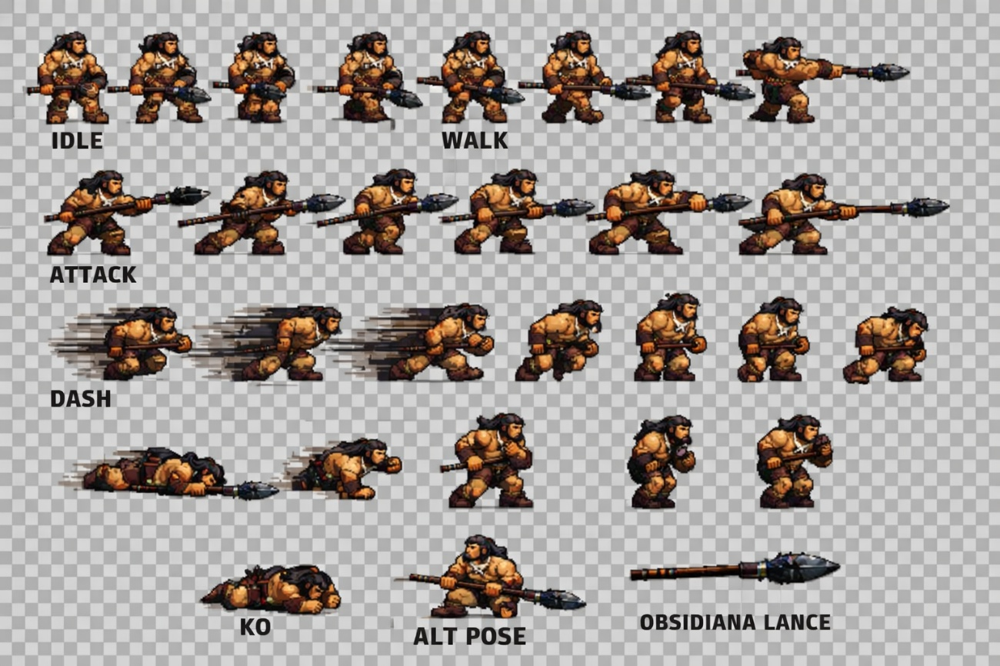 IDLE
WALK
ATTACK
DASH
KO
ALT POSE
OBSIDIANA LANCE